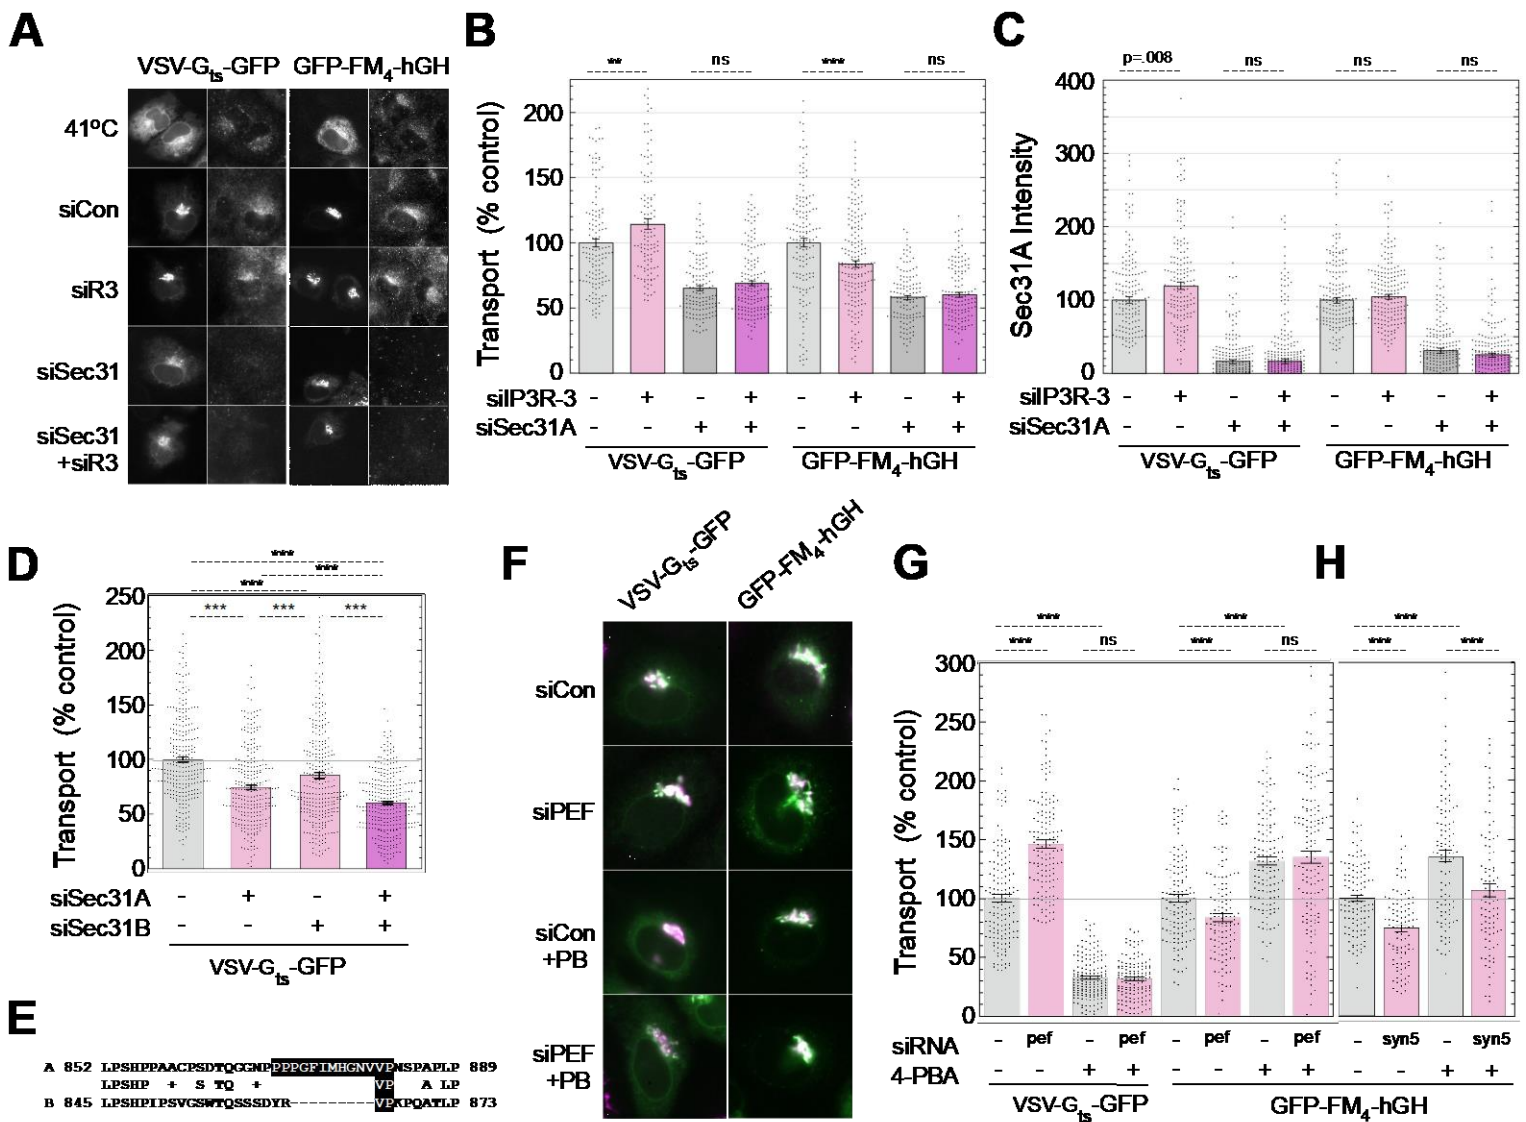 A
VSV-Gts-GFP GFP-FM4-hGH
41ºC
siCon
siR3
siSec31
siSec31
+siR3
B
** ns *** ns
Transport (% control)
200
150
100
50
0
siIP3R-3 - + - + - + - +
siSec31A - - + + - - + +
VSV-Gts-GFP GFP-FM4-hGH
C
p=.008 ns ns ns
Sec31A Intensity
400
300
200
100
0
siIP3R-3 - + - + - + - +
siSec31A - - + + - - + +
VSV-Gts-GFP GFP-FM4-hGH
D
***
***
***
*** *** ***
Transport (% control)
250
200
150
100
50
0
siSec31A - + - +
siSec31B - - + +
VSV-Gts-GFP
E
A 852 LPSHPPAACPSDTQGGNPPPPGFIMHGNVVPNSPAPLP 889
LPSHP + S TQ + VP A LP
B 845 LPSHPIPSVGSWTQSSSDYR---------VPKPQATLP 873
F
VSV-Gts-GFP
GFP-FM4-hGH
siCon
siPEF
siCon
+PB
siPEF
+PB
G
*** ***
*** ns *** ns
Transport (% control)
300
250
200
150
100
50
0
siRNA - pef - pef - pef - pef - syn5 - syn5
4-PBA - - + + - - + + - - + +
VSV-Gts-GFP GFP-FM4-hGH
H
***
*** ***